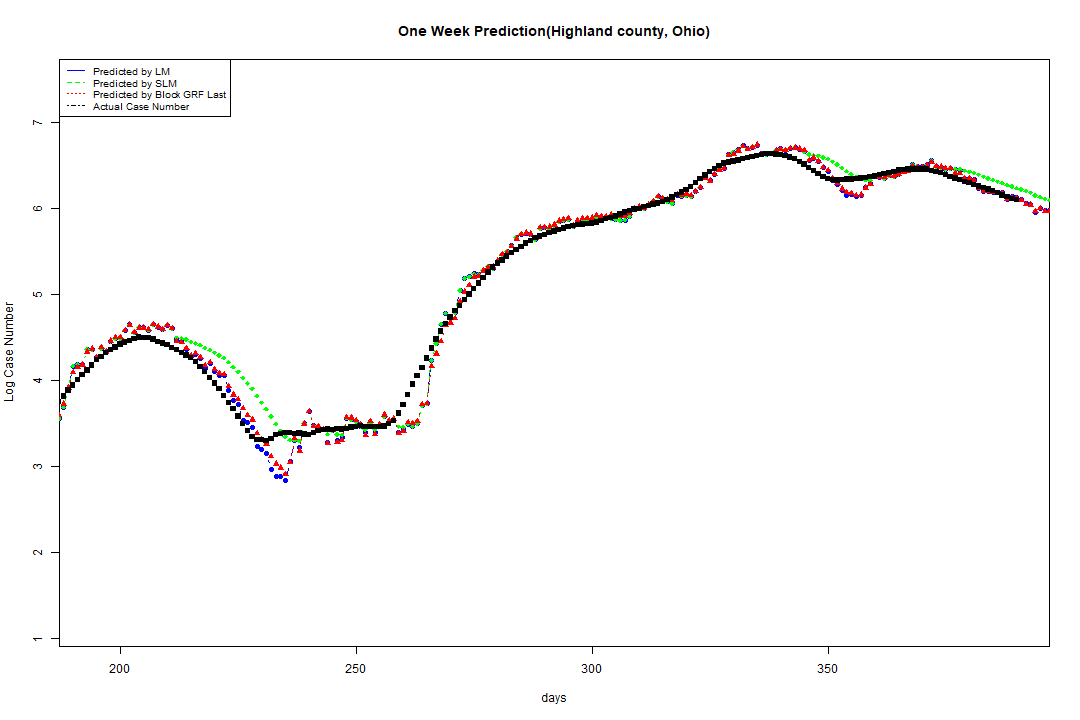 One Week Prediction(Highland county, Ohio)
Predicted by LM
Predicted by SLM
Predicted by Block GRF Last
Actual Case Number
7
6
5
4
3
2
1
Log Case Number
200 250 300 350
days